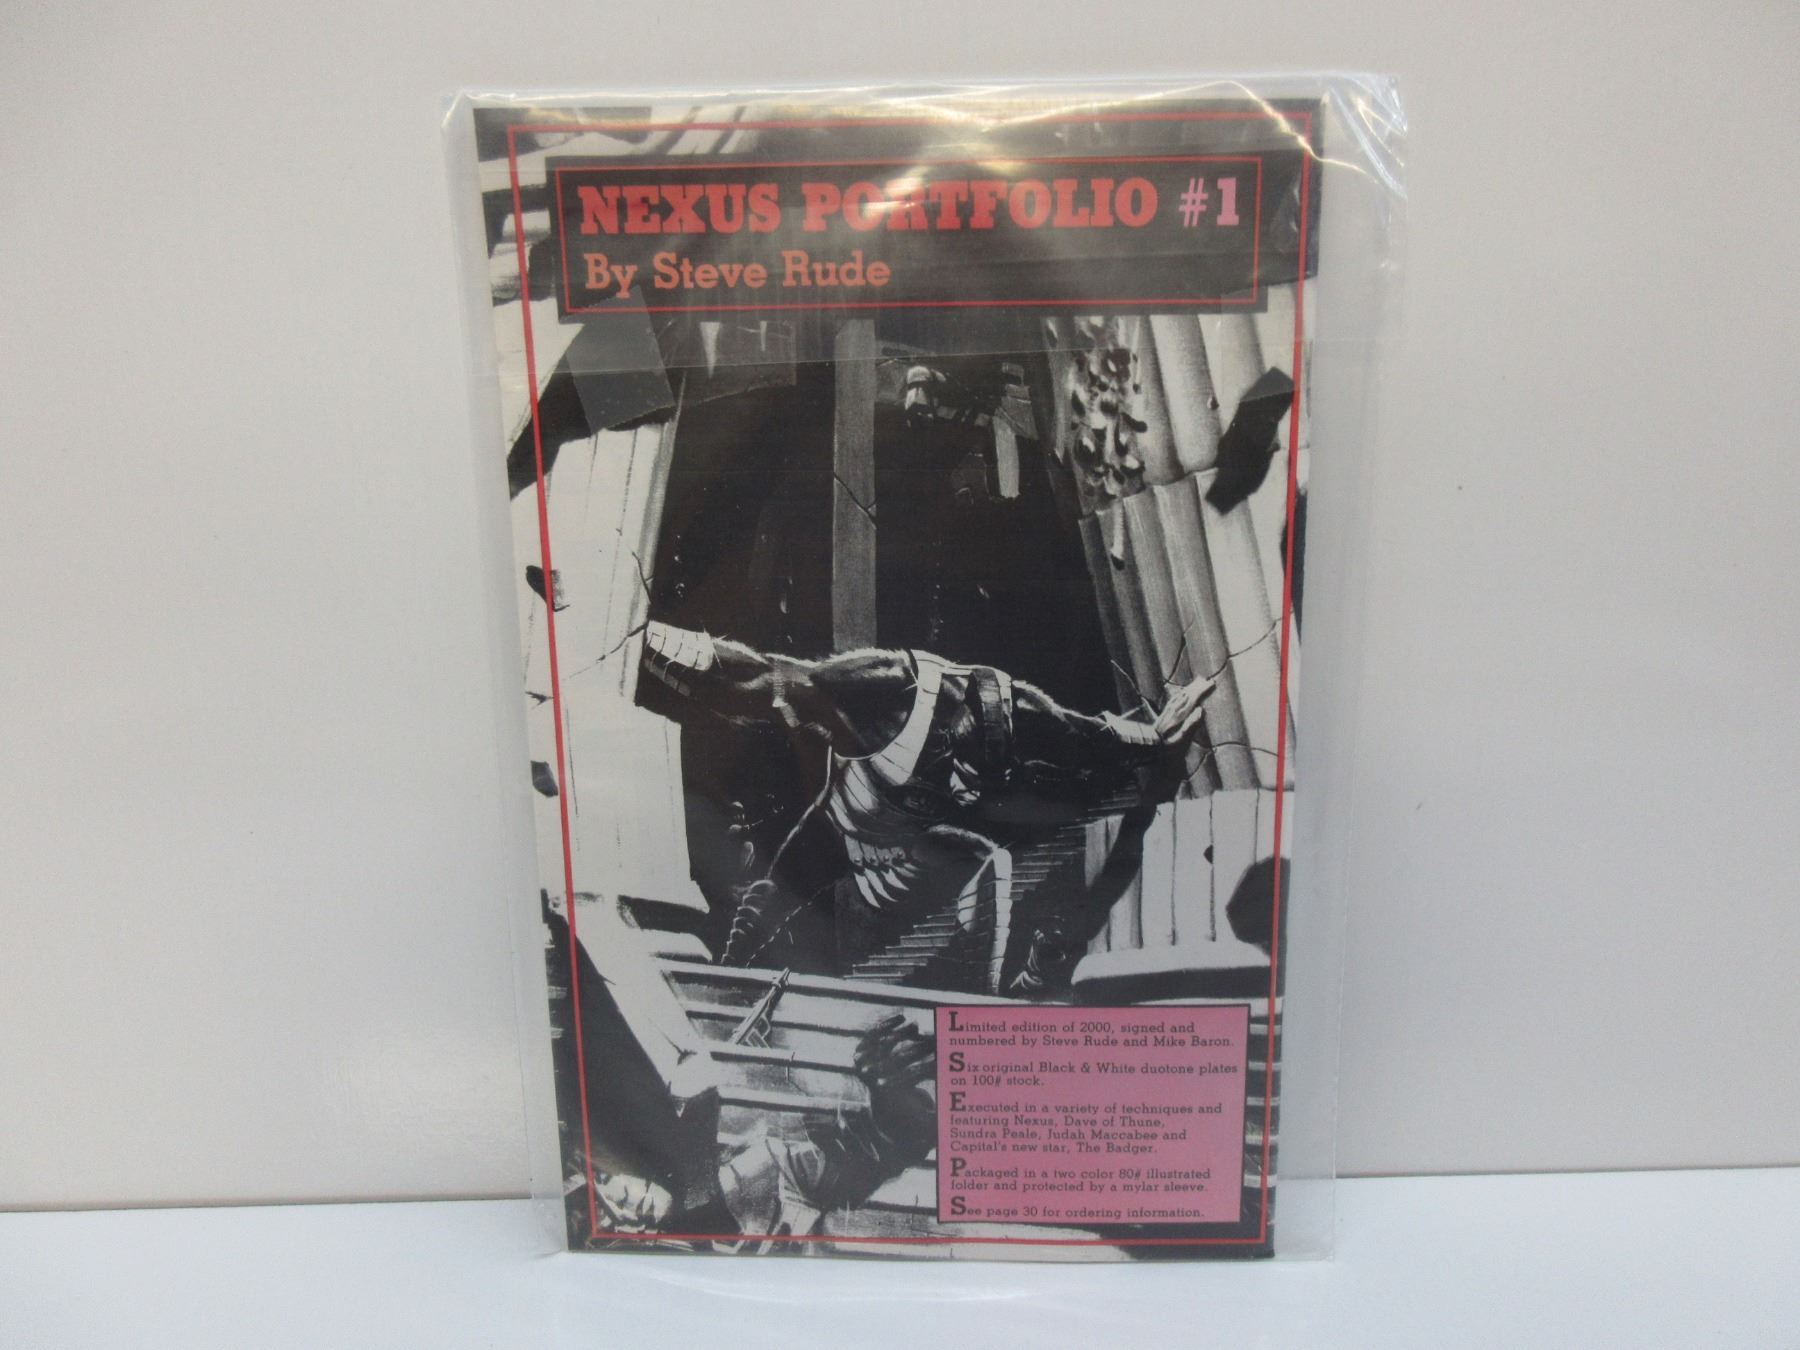 NEXUS PORTFOLIO #1
By Steve Rude
Limited edition of 2000, signed and
numbered by Steve Rude and Mike Baron.
Six original Black & White duotone plates
on 100# stock.
Executed in a variety of techniques and
featuring Nexus, Dave of Thune,
Sundra Peale, Judah Maccabee and
Capital's new star, The Badger.
Packaged in a two color 80# illustrated
folder and protected by a mylar sleeve.
See page 30 for ordering information.